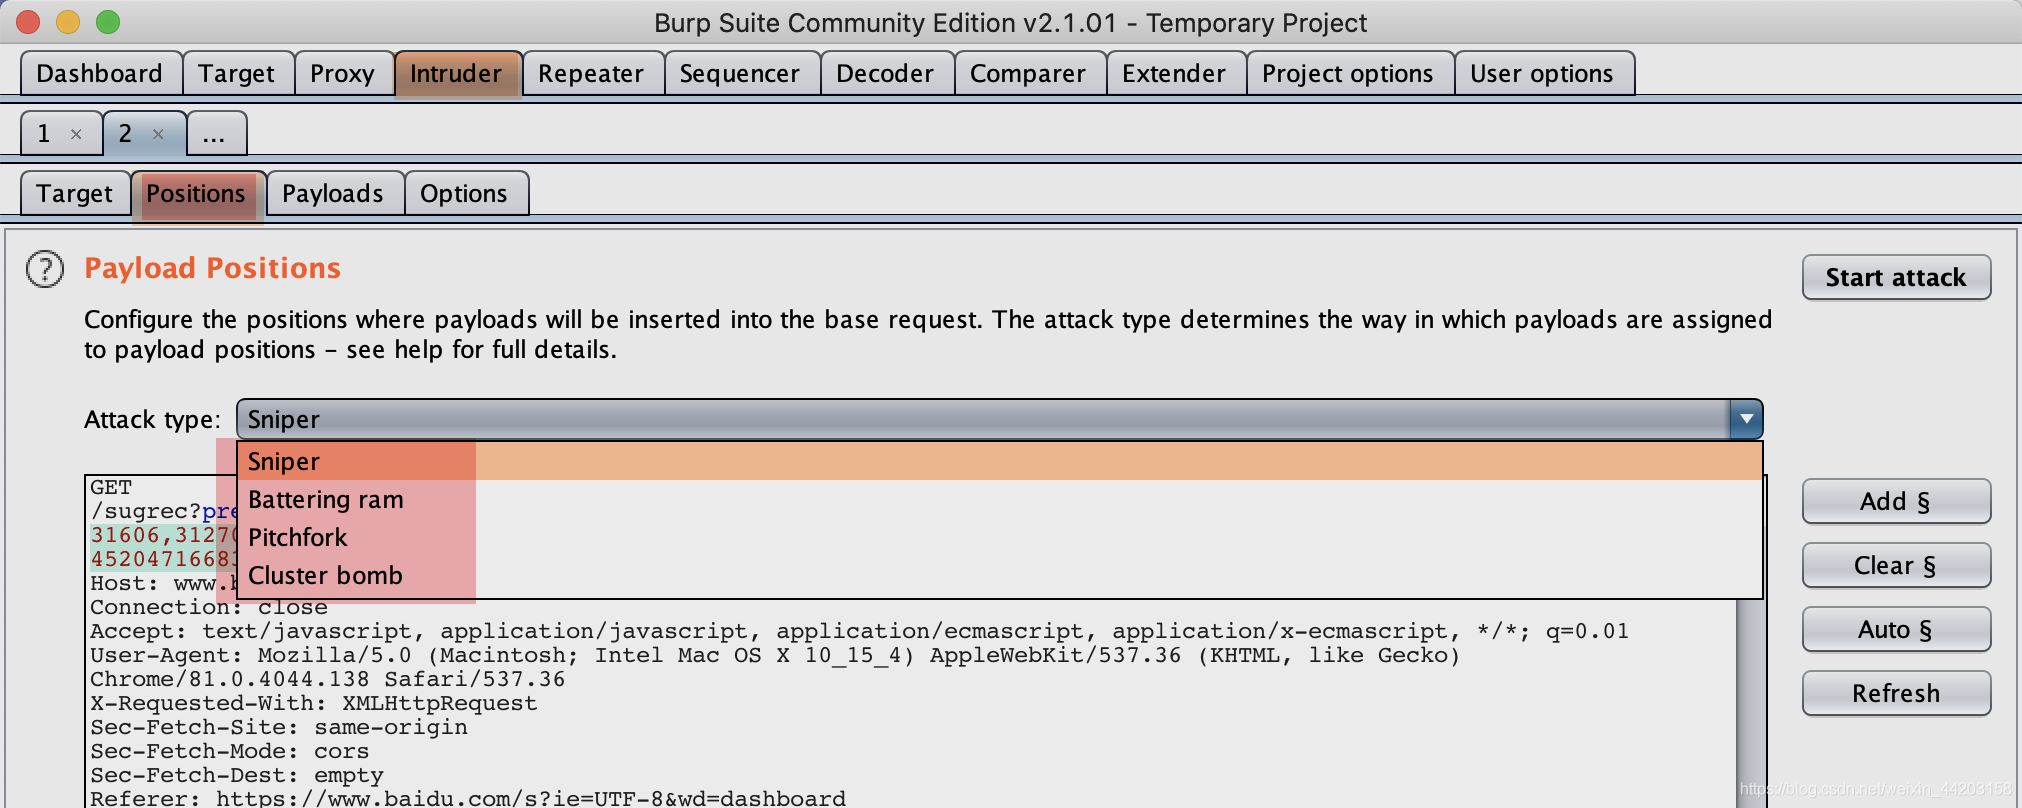 Burp Suite Community Edition v2.1.01 - Temporary Project
Dashboard Target Proxy Intruder Repeater Sequencer Decoder Comparer Extender Project options User options
1 × 2 × ...
Target Positions Payloads Options
? Payload Positions
Start attack
Configure the positions where payloads will be inserted into the base request. The attack type determines the way in which payloads are assigned
to payload positions – see help for full details.
Attack type: Sniper
Sniper
Battering ram
Pitchfork
Cluster bomb
GET
/sugrec?pre
31606,3127
4520471668
Host: www.b
Connection: close
Accept: text/javascript, application/javascript, application/ecmascript, application/x-ecmascript, */*; q=0.01
User-Agent: Mozilla/5.0 (Macintosh; Intel Mac OS X 10_15_4) AppleWebKit/537.36 (KHTML, like Gecko)
Chrome/81.0.4044.138 Safari/537.36
X-Requested-With: XMLHttpRequest
Sec-Fetch-Site: same-origin
Sec-Fetch-Mode: cors
Sec-Fetch-Dest: empty
Referer: https://www.baidu.com/s?ie=UTF-8&wd=dashboard
Add §
Clear §
Auto §
Refresh
https://blog.csdn.net/weixin_44203158